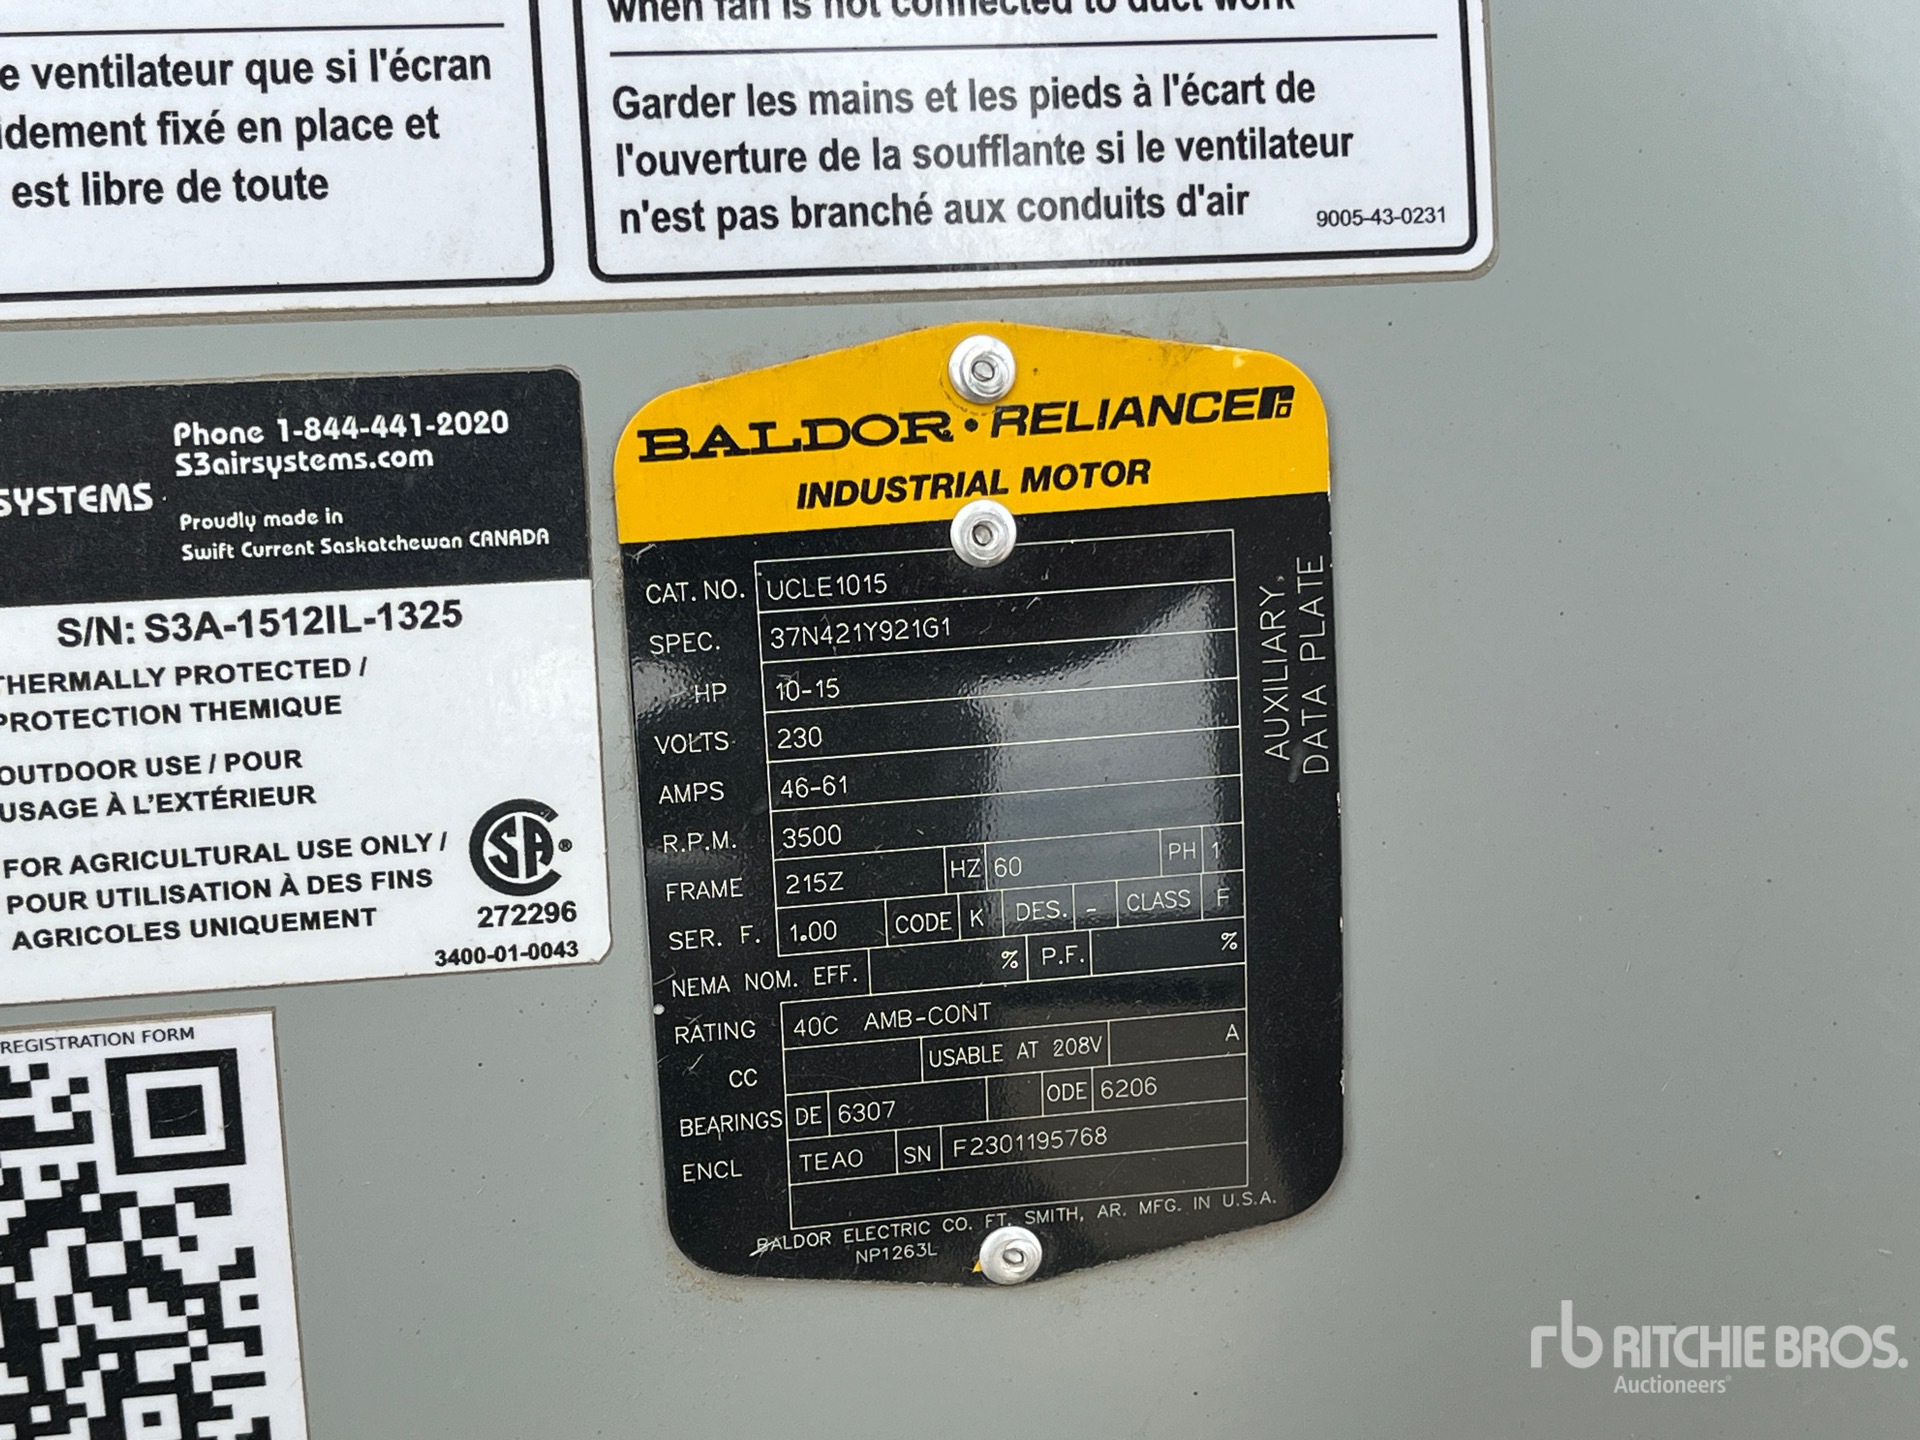 e ventilateur que si l'écran
idement fixé en place et
est libre de toute
when fan is not connected to duct work
Garder les mains et les pieds à l'écart de
l'ouverture de la soufflante si le ventilateur
n'est pas branché aux conduits d'air
9005-43-0231
Phone 1-844-441-2020
S3airsystems.com
SYSTEMS
Proudly made in
Swift Current Saskatchewan CANADA
S/N: S3A-1512IL-1325
THERMALLY PROTECTED /
PROTECTION THEMIQUE
OUTDOOR USE / POUR
USAGE À L'EXTÉRIEUR
FOR AGRICULTURAL USE ONLY /
POUR UTILISATION À DES FINS
AGRICOLES UNIQUEMENT
SA ®
272296
3400-01-0043
REGISTRATION FORM
BALDOR • RELIANCE
INDUSTRIAL MOTOR
CAT. NO. UCLE1015
SPEC. 37N421Y921G1
HP 10-15
VOLTS 230
AMPS 46-61
R.P.M. 3500
FRAME 215Z HZ 60 PH 1
SER. F. 1.00 CODE K DES. - CLASS F
NEMA NOM. EFF. % P.F. %
RATING 40C AMB-CONT
CC USABLE AT 208V A
BEARINGS DE 6307 ODE 6206
ENCL TEAO SN F2301195768
BALDOR ELECTRIC CO. FT. SMITH, AR. MFG. IN U.S.A.
NP1263L
AUXILIARY,
DATA PLATE
rb RITCHIE BROS.
Auctioneers